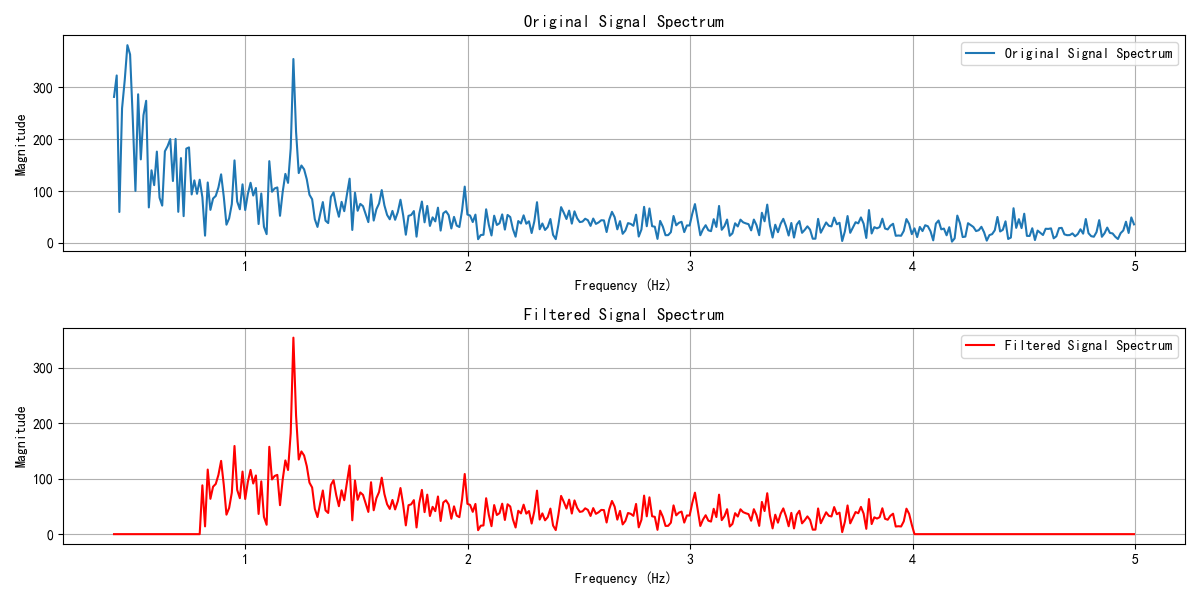 Original Signal Spectrum
Original Signal Spectrum
Magnitude
300
200
100
0
1 2 3 4 5
Frequency (Hz)
Filtered Signal Spectrum
Filtered Signal Spectrum
Magnitude
300
200
100
0
1 2 3 4 5
Frequency (Hz)